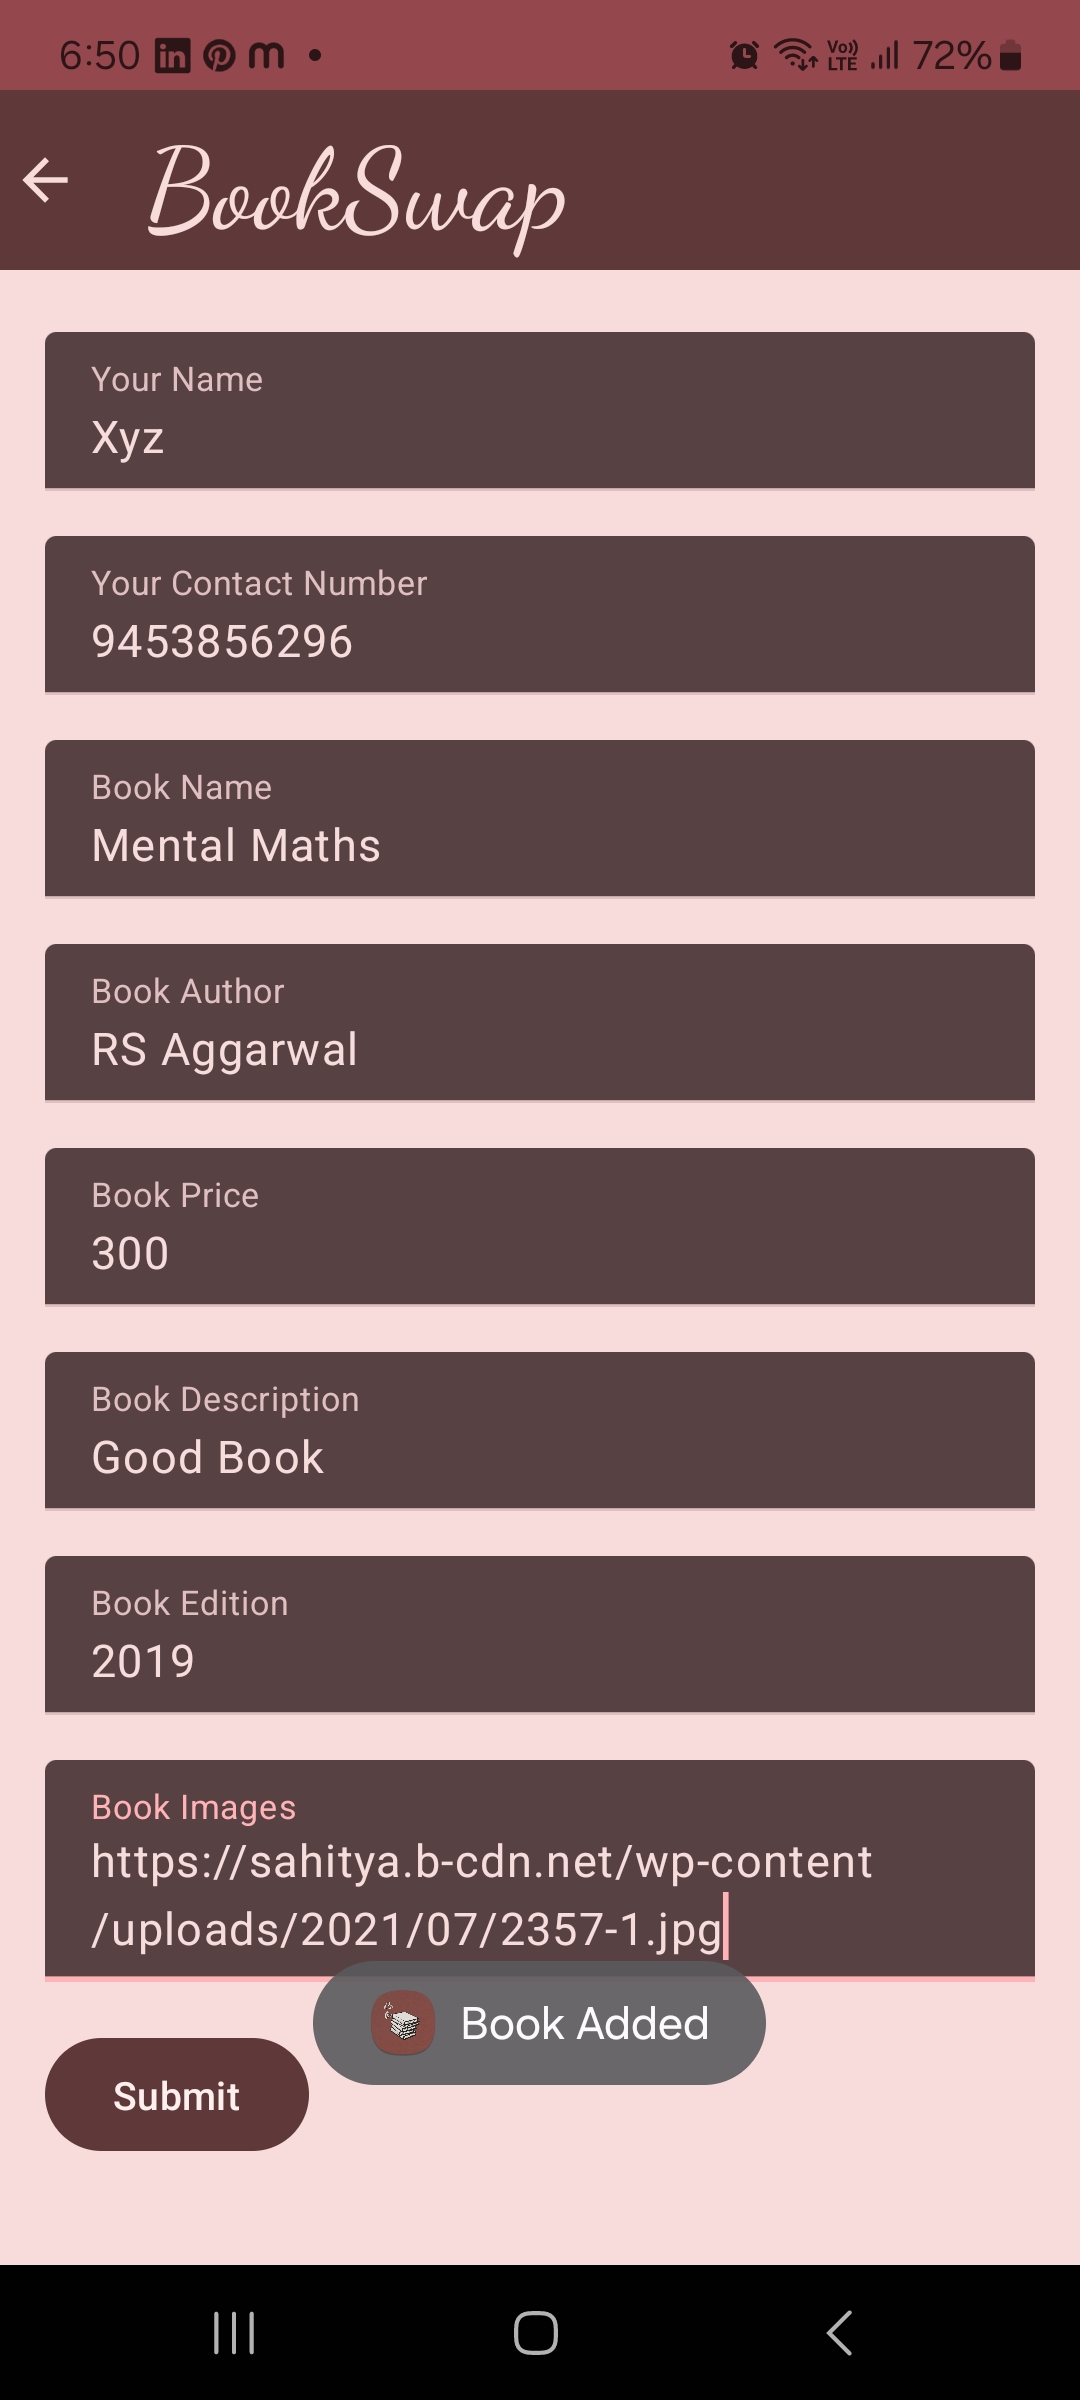 6:50
Vo))
LTE
72%
BookSwap
Your Name
Xyz
Your Contact Number
9453856296
Book Name
Mental Maths
Book Author
RS Aggarwal
Book Price
300
Book Description
Good Book
Book Edition
2019
Book Images
https://sahitya.b-cdn.net/wp-content
/uploads/2021/07/2357-1.jpg
Book Added
Submit